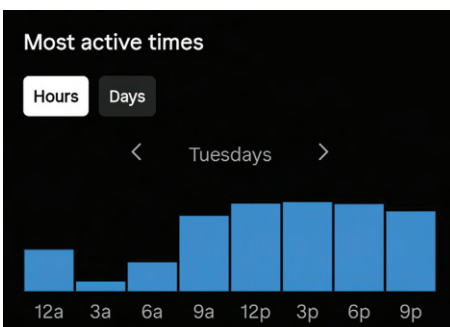 Most active times
Hours Days
< Tuesdays >
12a 3a 6a 9a 12p 3p 6p 9p